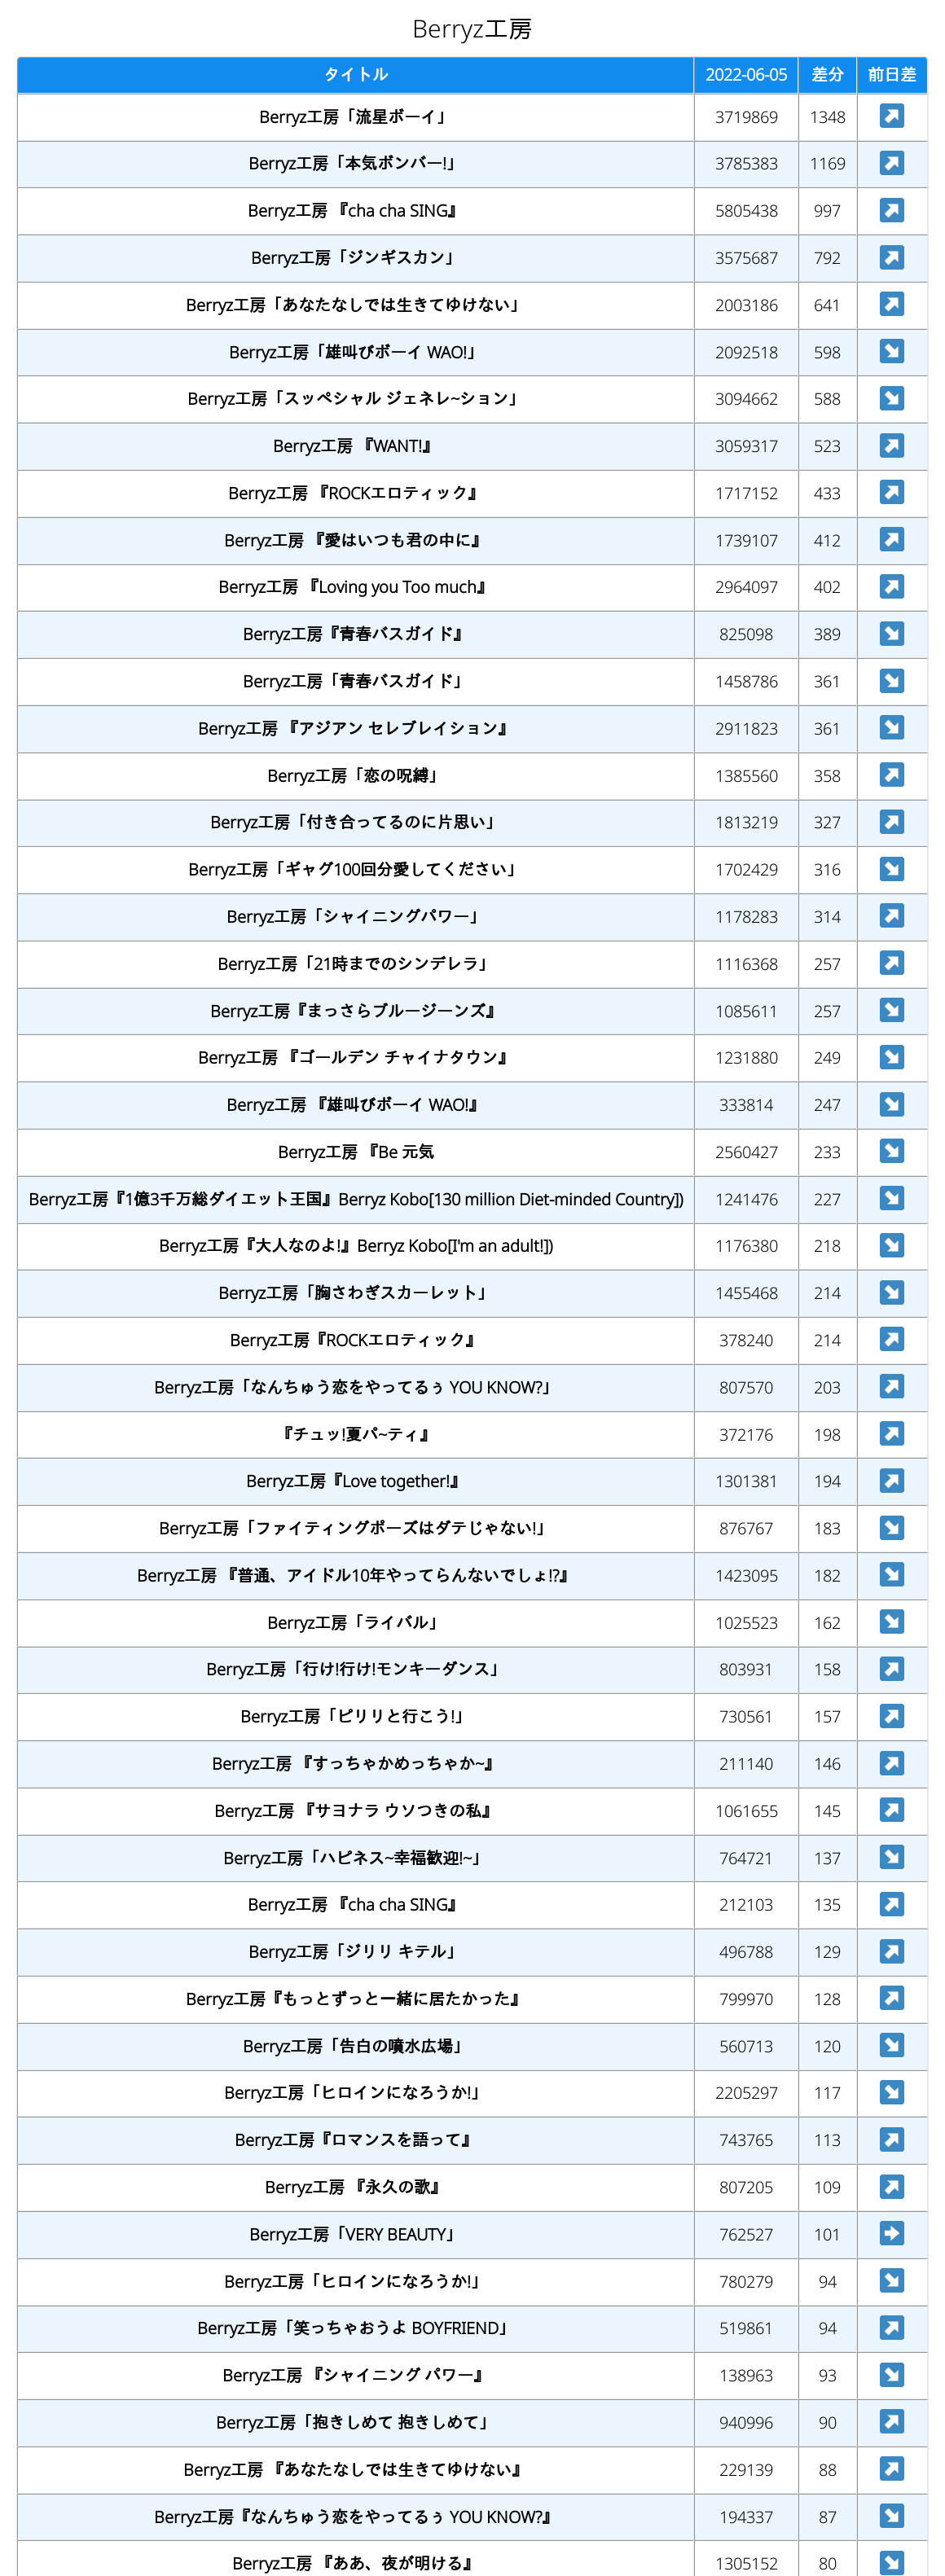 Berryz工房
タイトル 2022-06-05 差分 前日差
Berryz工房「流星ボーイ」 3719869 1348 ↗
Berryz工房「本気ボンバー!」 3785383 1169 ↗
Berryz工房 『cha cha SING』 5805438 997 ↗
Berryz工房「ジンギスカン」 3575687 792 ↗
Berryz工房「あなたなしでは生きてゆけない」 2003186 641 ↗
Berryz工房「雄叫びボーイ WAO!」 2092518 598 ↘
Berryz工房「スッペシャル ジェネレ~ション」 3094662 588 ↘
Berryz工房 『WANT!』 3059317 523 ↗
Berryz工房 『ROCKエロティック』 1717152 433 ↗
Berryz工房 『愛はいつも君の中に』 1739107 412 ↗
Berryz工房 『Loving you Too much』 2964097 402 ↗
Berryz工房『青春バスガイド』 825098 389 ↘
Berryz工房「青春バスガイド」 1458786 361 ↘
Berryz工房 『アジアン セレブレイション』 2911823 361 ↘
Berryz工房「恋の呪縛」 1385560 358 ↗
Berryz工房「付き合ってるのに片思い」 1813219 327 ↗
Berryz工房「ギャグ100回分愛してください」 1702429 316 ↘
Berryz工房「シャイニングパワー」 1178283 314 ↗
Berryz工房「21時までのシンデレラ」 1116368 257 ↗
Berryz工房『まっさらブルージーンズ』 1085611 257 ↘
Berryz工房 『ゴールデン チャイナタウン』 1231880 249 ↘
Berryz工房 『雄叫びボーイ WAO!』 333814 247 ↘
Berryz工房 『Be 元気 2560427 233 ↘
Berryz工房『1億3千万総ダイエット王国』Berryz Kobo[130 million Diet-minded Country]) 1241476 227 ↘
Berryz工房『大人なのよ!』Berryz Kobo[I'm an adult!]) 1176380 218 ↘
Berryz工房「胸さわぎスカーレット」 1455468 214 ↘
Berryz工房『ROCKエロティック』 378240 214 ↗
Berryz工房「なんちゅう恋をやってるぅ YOU KNOW?」 807570 203 ↗
『チュッ!夏パ~ティ』 372176 198 ↗
Berryz工房『Love together!』 1301381 194 ↗
Berryz工房「ファイティングポーズはダテじゃない!」 876767 183 ↘
Berryz工房 『普通、アイドル10年やってらんないでしょ!?』 1423095 182 ↘
Berryz工房「ライバル」 1025523 162 ↘
Berryz工房「行け!行け!モンキーダンス」 803931 158 ↗
Berryz工房「ピリリと行こう!」 730561 157 ↗
Berryz工房 『すっちゃかめっちゃか~』 211140 146 ↗
Berryz工房 『サヨナラ ウソつきの私』 1061655 145 ↗
Berryz工房「ハピネス~幸福歓迎!~」 764721 137 ↘
Berryz工房 『cha cha SING』 212103 135 ↗
Berryz工房「ジリリ キテル」 496788 129 ↗
Berryz工房『もっとずっと一緒に居たかった』 799970 128 ↗
Berryz工房「告白の噴水広場」 560713 120 ↘
Berryz工房「ヒロインになろうか!」 2205297 117 ↘
Berryz工房『ロマンスを語って』 743765 113 ↗
Berryz工房 『永久の歌』 807205 109 ↗
Berryz工房「VERY BEAUTY」 762527 101 ➡
Berryz工房「ヒロインになろうか!」 780279 94 ↘
Berryz工房「笑っちゃおうよ BOYFRIEND」 519861 94 ↗
Berryz工房 『シャイニング パワー』 138963 93 ↘
Berryz工房「抱きしめて 抱きしめて」 940996 90 ↗
Berryz工房 『あなたなしでは生きてゆけない』 229139 88 ↗
Berryz工房『なんちゅう恋をやってるぅ YOU KNOW?』 194337 87 ↘
Berryz工房 『ああ、夜が明ける』 1305152 80 ↘